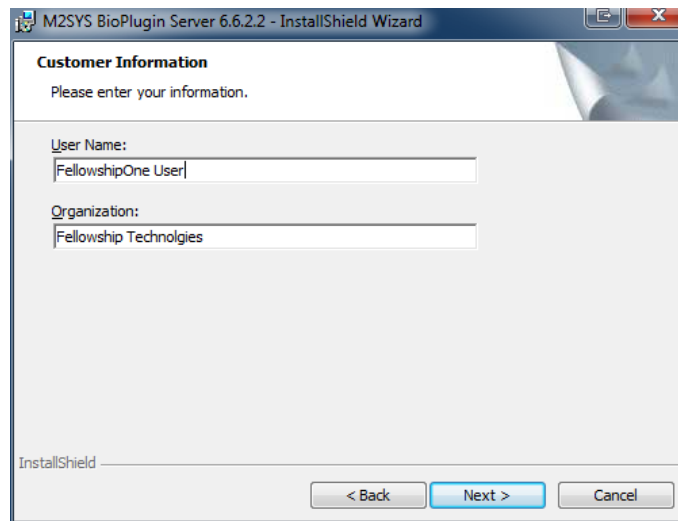 M2SYS BioPlugin Server 6.6.2.2 - InstallShield Wizard
Customer Information
Please enter your information.
User Name:
FellowshipOne User
Organization:
Fellowship Technolgies
InstallShield
< Back Next > Cancel